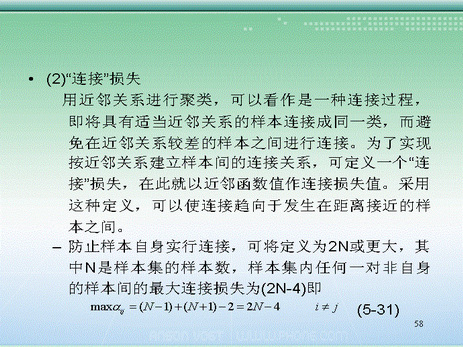 • (2)“连接”损失
用近邻关系进行聚类，可以看作是一种连接过程，
即将具有适当近邻关系的样本连接成同一类，而避
免在近邻关系较差的样本之间进行连接。为了实现
按近邻关系建立样本间的连接关系，可定义一个“连
接”损失，在此就以近邻函数值作连接损失值。采用
这种定义，可以使连接趋向于发生在距离接近的样
本之间。
– 防止样本自身实行连接，可将定义为2N或更大，其
中N是样本集的样本数，样本集内任何一对非自身
的样本间的最大连接损失为(2N-4)即
max α_ij = (N−1)+(N+1)−2 = 2N−4 i ≠ j (5-31)
58